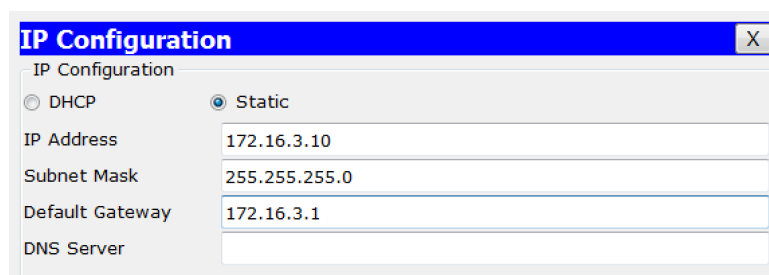 IP Configuration X
IP Configuration
DHCP Static
IP Address 172.16.3.10
Subnet Mask 255.255.255.0
Default Gateway 172.16.3.1
DNS Server